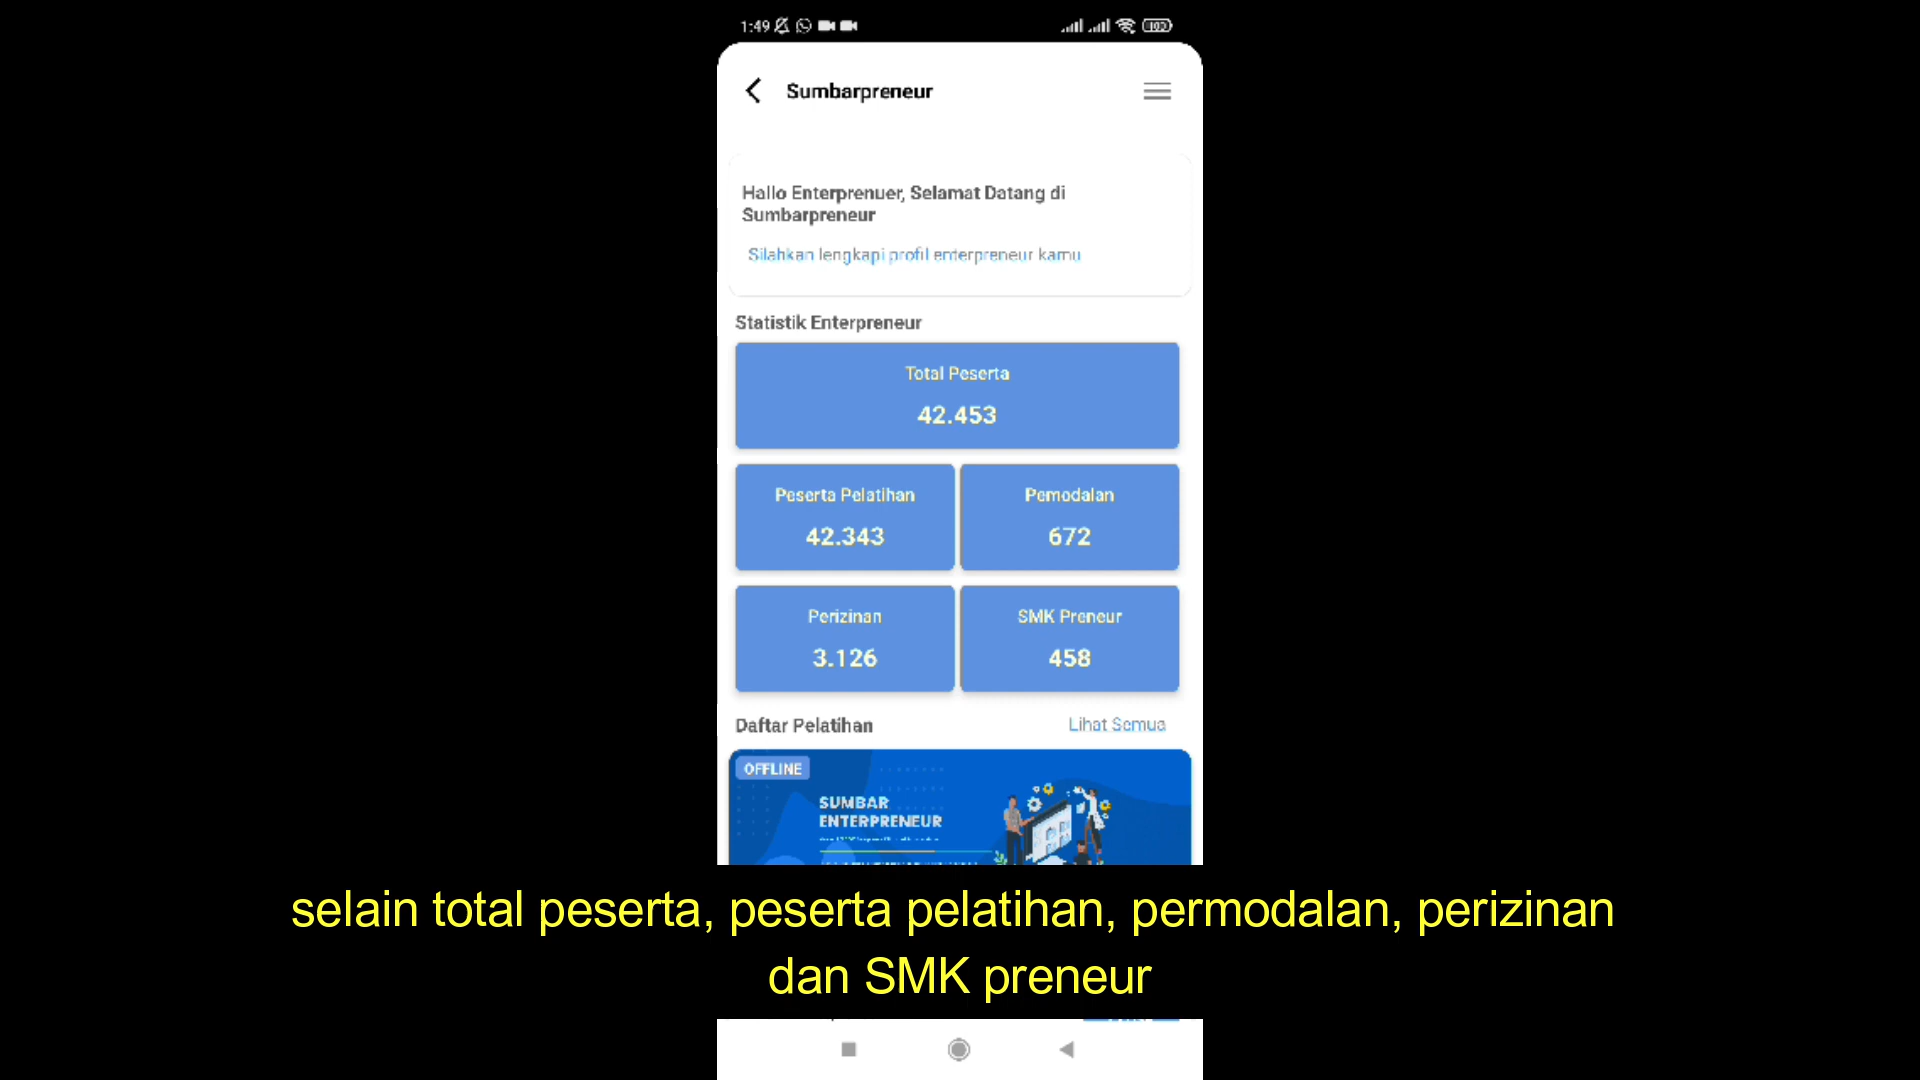 1:49
Sumbarpreneur
Hallo Enterprenuer, Selamat Datang di
Sumbarpreneur
Silahkan lengkapi profil enterpreneur kamu
Statistik Enterpreneur
Total Peserta
42.453
Peserta Pelatihan
42.343
Pemodalan
672
Perizinan
3.126
SMK Preneur
458
Daftar Pelatihan
Lihat Semua
OFFLINE
SUMBAR
ENTERPRENEUR
selain total peserta, peserta pelatihan, permodalan, perizinan
dan SMK preneur